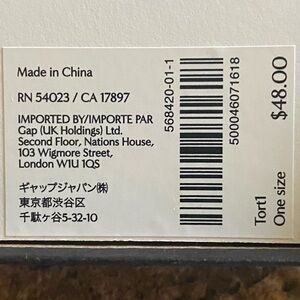 Made in China
RN 54023 / CA 17897
IMPORTED BY/IMPORTE PAR
Gap (UK Holdings) Ltd.
Second Floor, Nations House,
103 Wigmore Street,
London W1U 1QS
ギャップジャパン㈱
東京都渋谷区
千駄ヶ谷5-32-10
568420-01-1
500046071618
$48.00
Tort1
One size